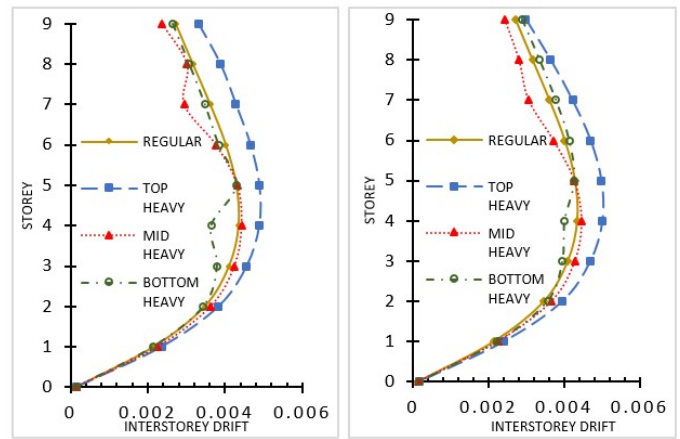 9
8
7
6
5
4
3
2
1
0
STOREY
REGULAR
TOP
HEAVY
MID
HEAVY
BOTTOM
HEAVY
0 0.002 0.004 0.006
INTERSTOREY DRIFT
9
8
7
6
5
4
3
2
1
0
STOREY
REGULAR
TOP
HEAVY
MID
HEAVY
BOTTOM
HEAVY
0 0.002 0.004 0.006
INTERSTOREY DRIFT